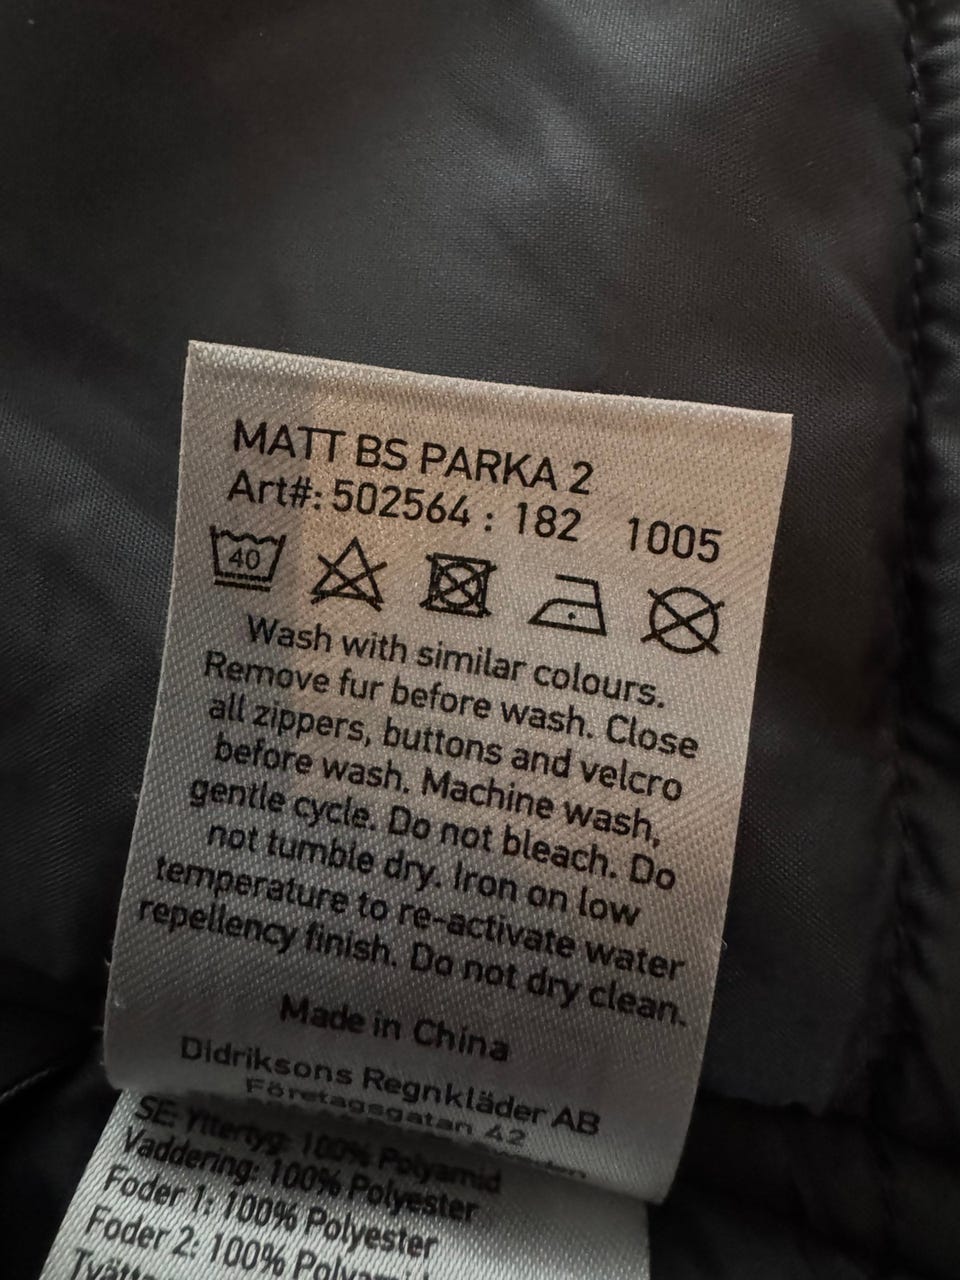 MATT BS PARKA 2
Art#: 502564 : 182 1005
40
Wash with similar colours.
Remove fur before wash. Close
all zippers, buttons and velcro
before wash. Machine wash,
gentle cycle. Do not bleach. Do
not tumble dry. Iron on low
temperature to re-activate water
repellency finish. Do not dry clean.
Made in China
Didriksons Regnkläder AB
Företagsgatan 42
SE: Yttertyg: 100% Polyamid
Vaddering: 100% Polyester
Foder 1: 100% Polyester
Foder 2: 100%